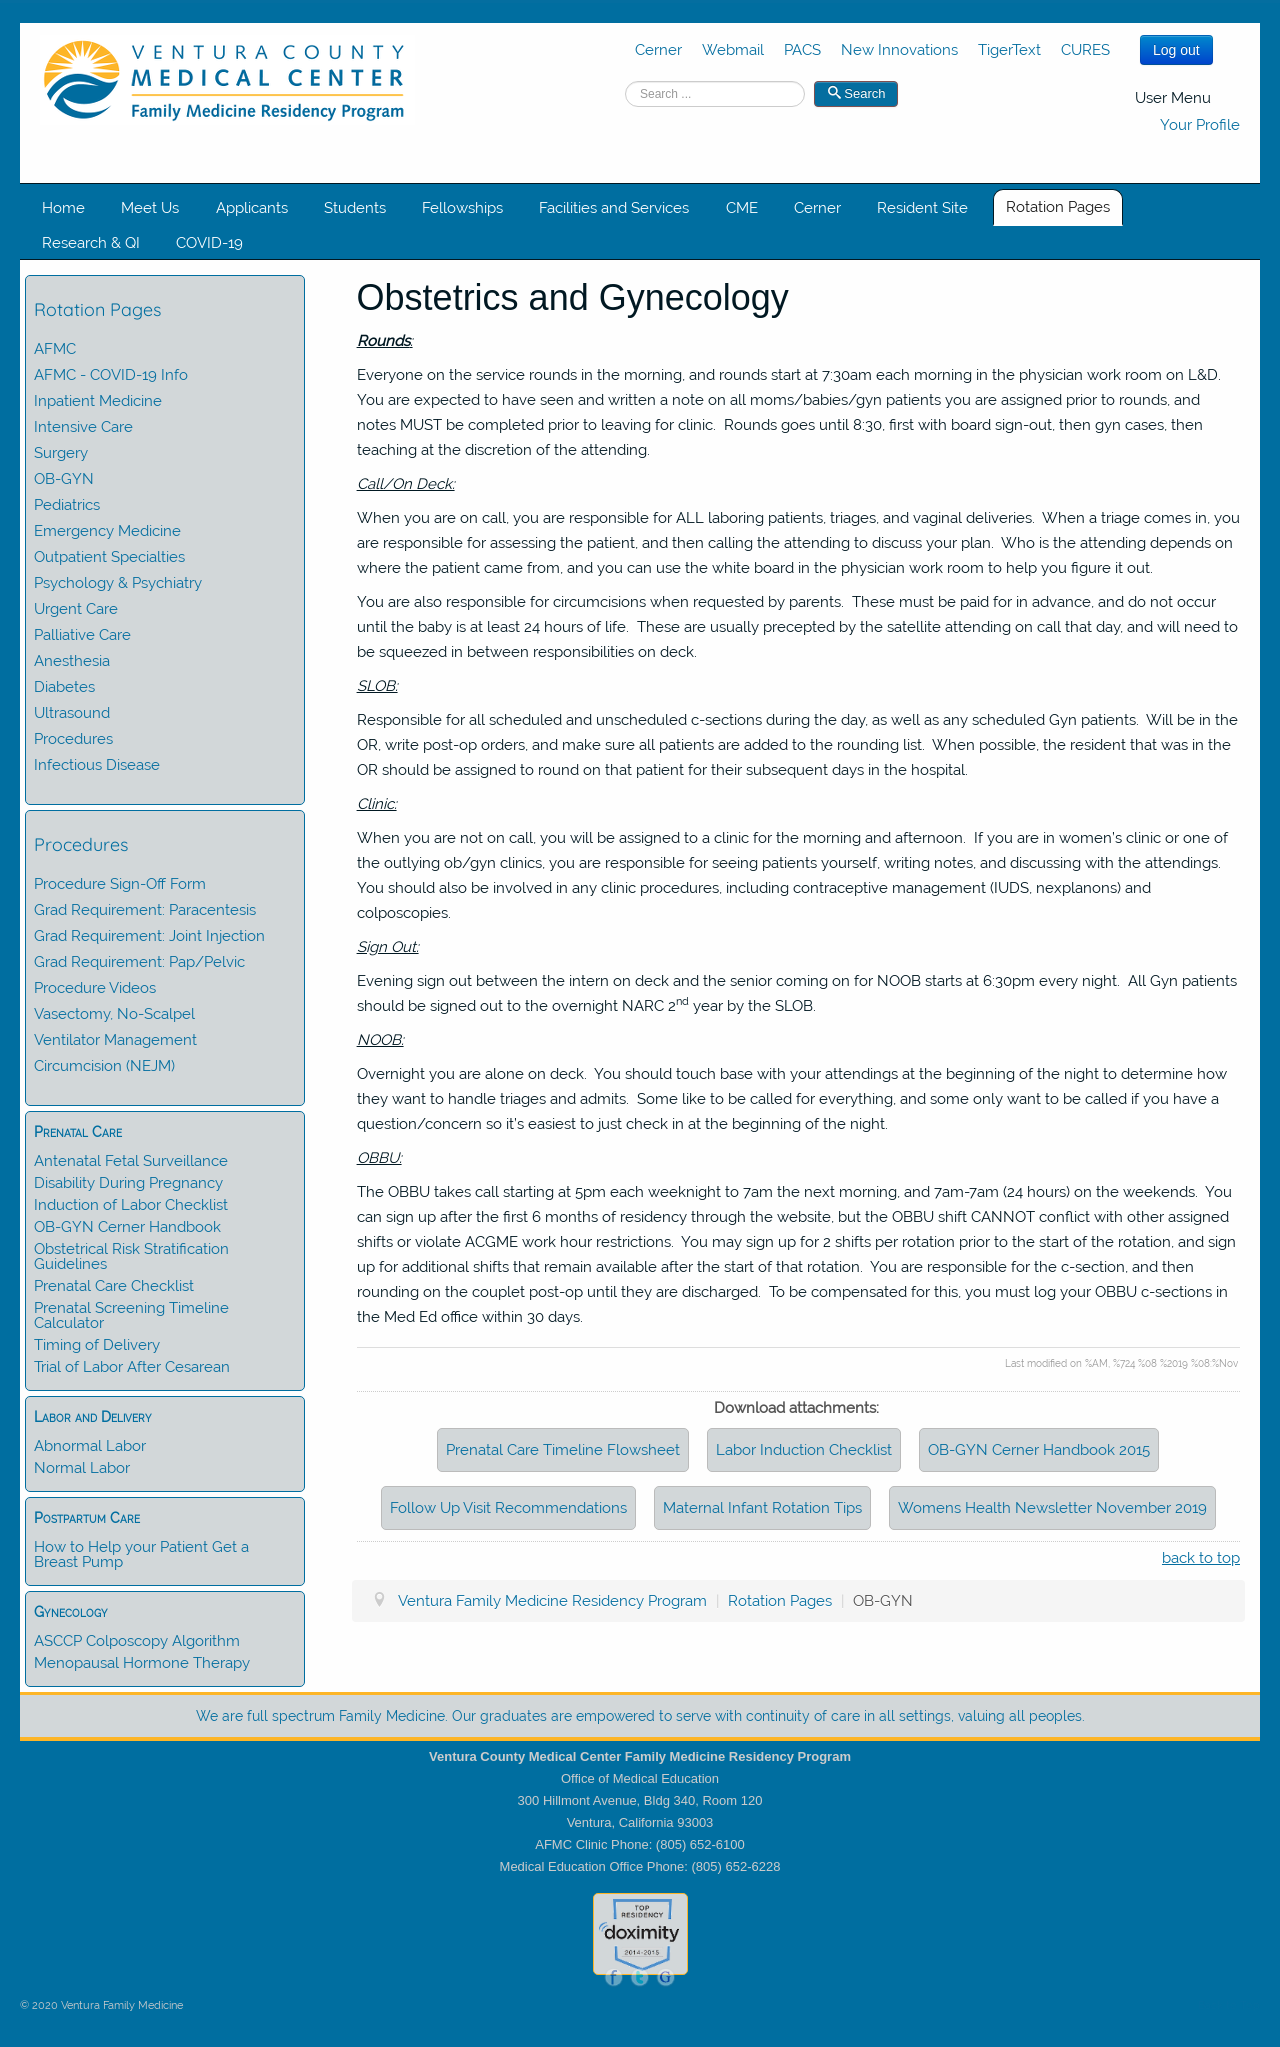 VENTURA COUNTY
MEDICAL CENTER
Family Medicine Residency Program
Cerner Webmail PACS New Innovations TigerText CURES Log out
Search ... Search
User Menu
Your Profile
Home Meet Us Applicants Students Fellowships Facilities and Services CME Cerner Resident Site Rotation Pages
Research & QI COVID-19
Rotation Pages
AFMC
AFMC - COVID-19 Info
Inpatient Medicine
Intensive Care
Surgery
OB-GYN
Pediatrics
Emergency Medicine
Outpatient Specialties
Psychology & Psychiatry
Urgent Care
Palliative Care
Anesthesia
Diabetes
Ultrasound
Procedures
Infectious Disease
Procedures
Procedure Sign-Off Form
Grad Requirement: Paracentesis
Grad Requirement: Joint Injection
Grad Requirement: Pap/Pelvic
Procedure Videos
Vasectomy, No-Scalpel
Ventilator Management
Circumcision (NEJM)
Prenatal Care
Antenatal Fetal Surveillance
Disability During Pregnancy
Induction of Labor Checklist
OB-GYN Cerner Handbook
Obstetrical Risk Stratification
Guidelines
Prenatal Care Checklist
Prenatal Screening Timeline
Calculator
Timing of Delivery
Trial of Labor After Cesarean
Labor and Delivery
Abnormal Labor
Normal Labor
Postpartum Care
How to Help your Patient Get a
Breast Pump
Gynecology
ASCCP Colposcopy Algorithm
Menopausal Hormone Therapy
Obstetrics and Gynecology
Rounds:
Everyone on the service rounds in the morning, and rounds start at 7:30am each morning in the physician work room on L&D.
You are expected to have seen and written a note on all moms/babies/gyn patients you are assigned prior to rounds, and
notes MUST be completed prior to leaving for clinic. Rounds goes until 8:30, first with board sign-out, then gyn cases, then
teaching at the discretion of the attending.
Call/On Deck:
When you are on call, you are responsible for ALL laboring patients, triages, and vaginal deliveries. When a triage comes in, you
are responsible for assessing the patient, and then calling the attending to discuss your plan. Who is the attending depends on
where the patient came from, and you can use the white board in the physician work room to help you figure it out.
You are also responsible for circumcisions when requested by parents. These must be paid for in advance, and do not occur
until the baby is at least 24 hours of life. These are usually precepted by the satellite attending on call that day, and will need to
be squeezed in between responsibilities on deck.
SLOB:
Responsible for all scheduled and unscheduled c-sections during the day, as well as any scheduled Gyn patients. Will be in the
OR, write post-op orders, and make sure all patients are added to the rounding list. When possible, the resident that was in the
OR should be assigned to round on that patient for their subsequent days in the hospital.
Clinic:
When you are not on call, you will be assigned to a clinic for the morning and afternoon. If you are in women's clinic or one of
the outlying ob/gyn clinics, you are responsible for seeing patients yourself, writing notes, and discussing with the attendings.
You should also be involved in any clinic procedures, including contraceptive management (IUDS, nexplanons) and
colposcopies.
Sign Out:
Evening sign out between the intern on deck and the senior coming on for NOOB starts at 6:30pm every night. All Gyn patients
should be signed out to the overnight NARC 2nd year by the SLOB.
NOOB:
Overnight you are alone on deck. You should touch base with your attendings at the beginning of the night to determine how
they want to handle triages and admits. Some like to be called for everything, and some only want to be called if you have a
question/concern so it's easiest to just check in at the beginning of the night.
OBBU:
The OBBU takes call starting at 5pm each weeknight to 7am the next morning, and 7am-7am (24 hours) on the weekends. You
can sign up after the first 6 months of residency through the website, but the OBBU shift CANNOT conflict with other assigned
shifts or violate ACGME work hour restrictions. You may sign up for 2 shifts per rotation prior to the start of the rotation, and sign
up for additional shifts that remain available after the start of that rotation. You are responsible for the c-section, and then
rounding on the couplet post-op until they are discharged. To be compensated for this, you must log your OBBU c-sections in
the Med Ed office within 30 days.
Last modified on %AM, %724 %08 %2019 %08:%Nov
Download attachments:
Prenatal Care Timeline Flowsheet Labor Induction Checklist OB-GYN Cerner Handbook 2015
Follow Up Visit Recommendations Maternal Infant Rotation Tips Womens Health Newsletter November 2019
back to top
Ventura Family Medicine Residency Program | Rotation Pages | OB-GYN
We are full spectrum Family Medicine. Our graduates are empowered to serve with continuity of care in all settings, valuing all peoples.
Ventura County Medical Center Family Medicine Residency Program
Office of Medical Education
300 Hillmont Avenue, Bldg 340, Room 120
Ventura, California 93003
AFMC Clinic Phone: (805) 652-6100
Medical Education Office Phone: (805) 652-6228
TOP
RESIDENCY
doximity
2014-2015
f t G
© 2020 Ventura Family Medicine